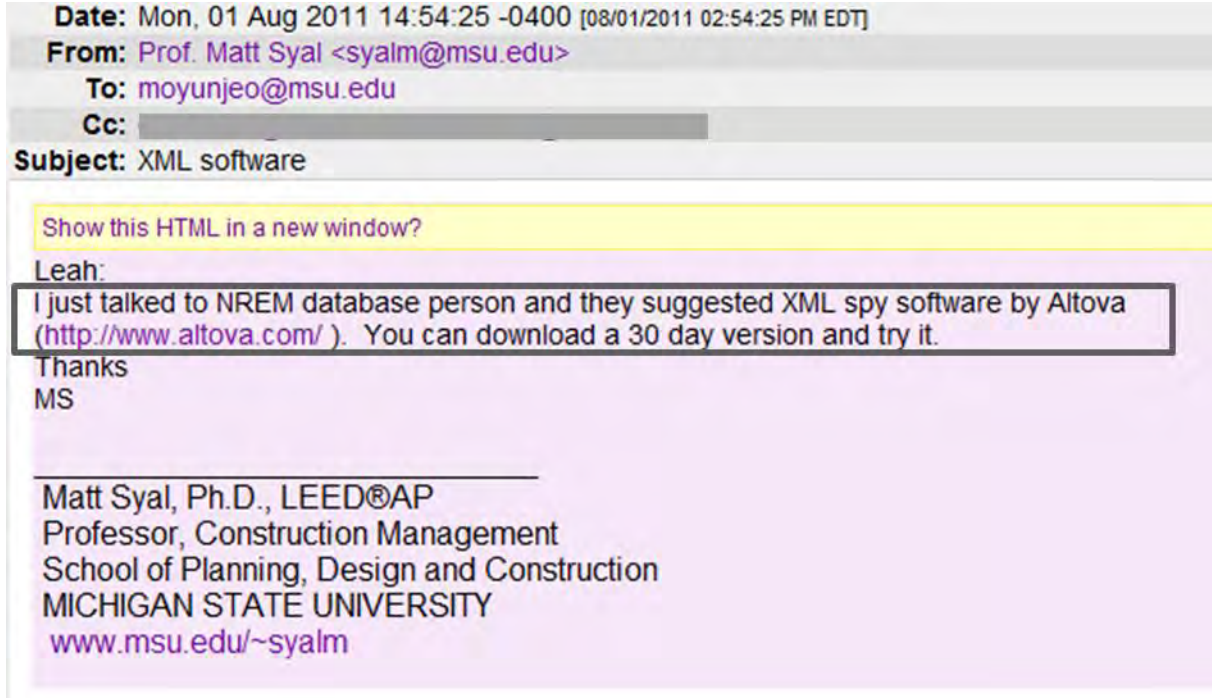 Date: Mon, 01 Aug 2011 14:54:25 -0400 [08/01/2011 02:54:25 PM EDT]
From: Prof. Matt Syal <syalm@msu.edu>
To: moyunjeo@msu.edu
Cc:
Subject: XML software
Show this HTML in a new window?
Leah:
I just talked to NREM database person and they suggested XML spy software by Altova
(http://www.altova.com/ ).  You can download a 30 day version and try it.
Thanks
MS
Matt Syal, Ph.D., LEED®AP
Professor, Construction Management
School of Planning, Design and Construction
MICHIGAN STATE UNIVERSITY
www.msu.edu/~syalm